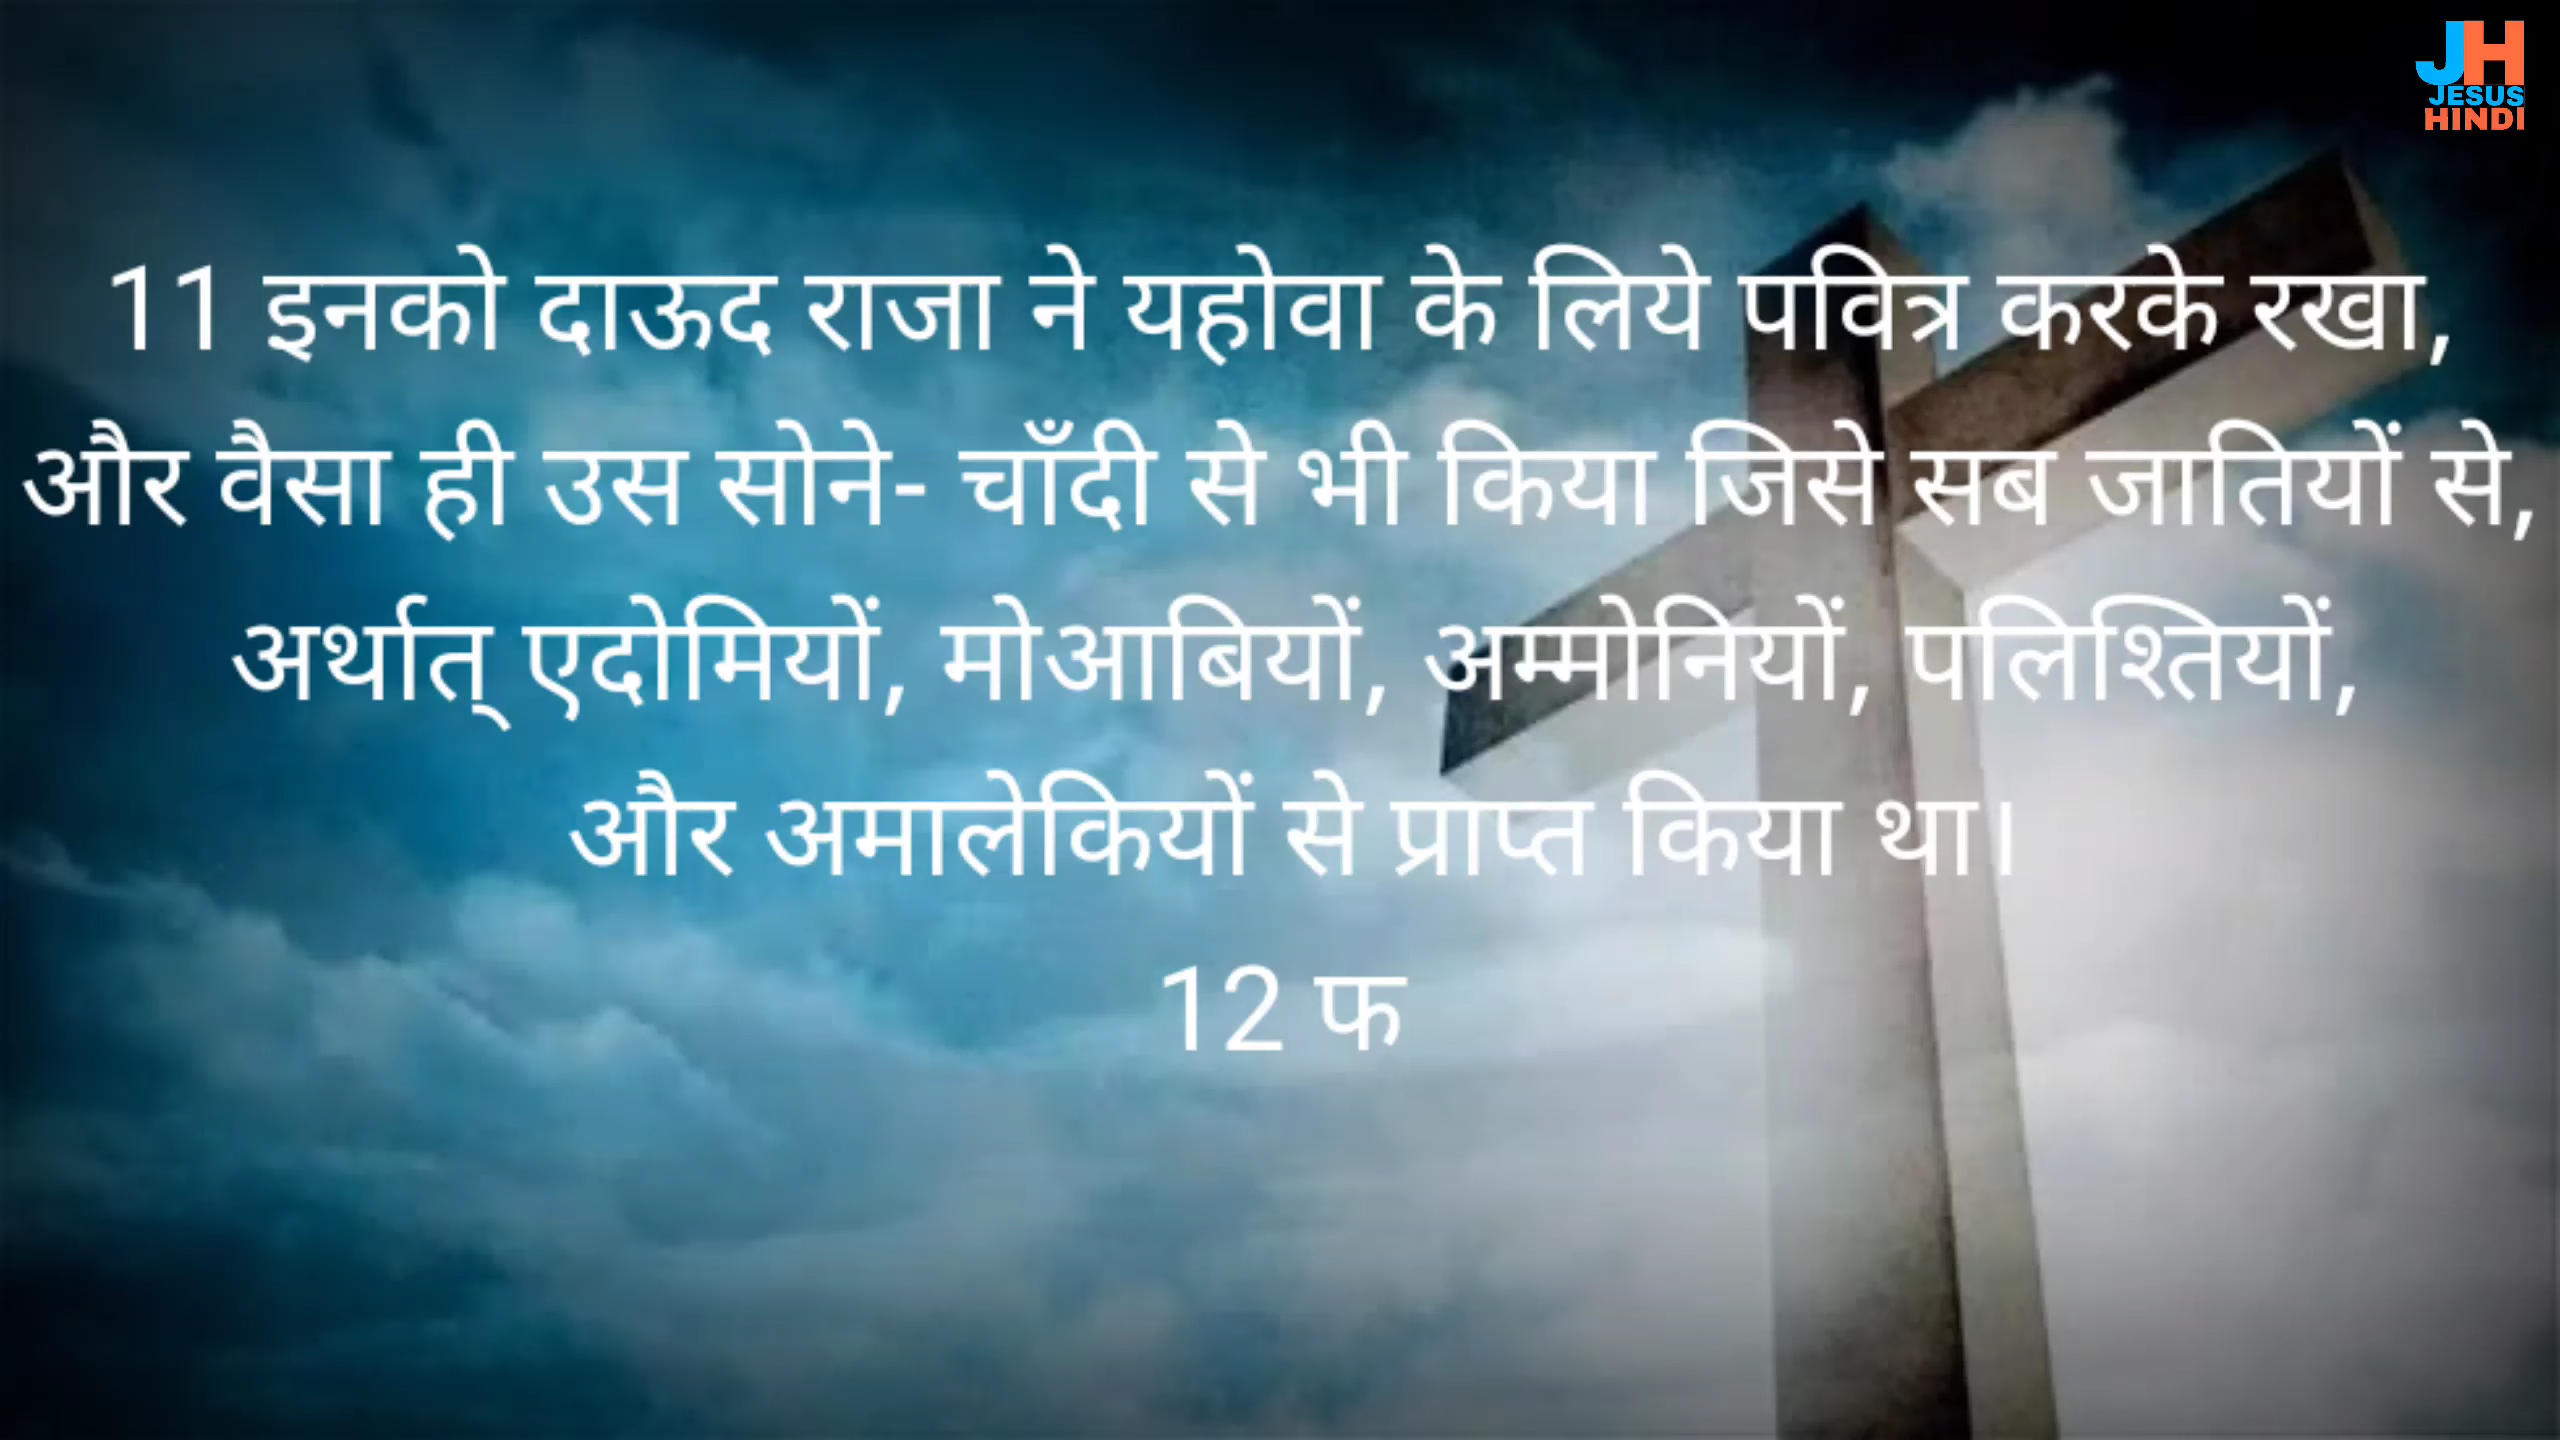 JH
JESUS
HINDI
11 इनको दाऊद राजा ने यहोवा के लिये पवित्र करके रखा,
और वैसा ही उस सोने- चाँदी से भी किया जिसे सब जातियों से,
अर्थात् एदोमियों, मोआबियों, अम्मोनियों, पलिश्तियों,
और अमालेकियों से प्राप्त किया था।
12 फ